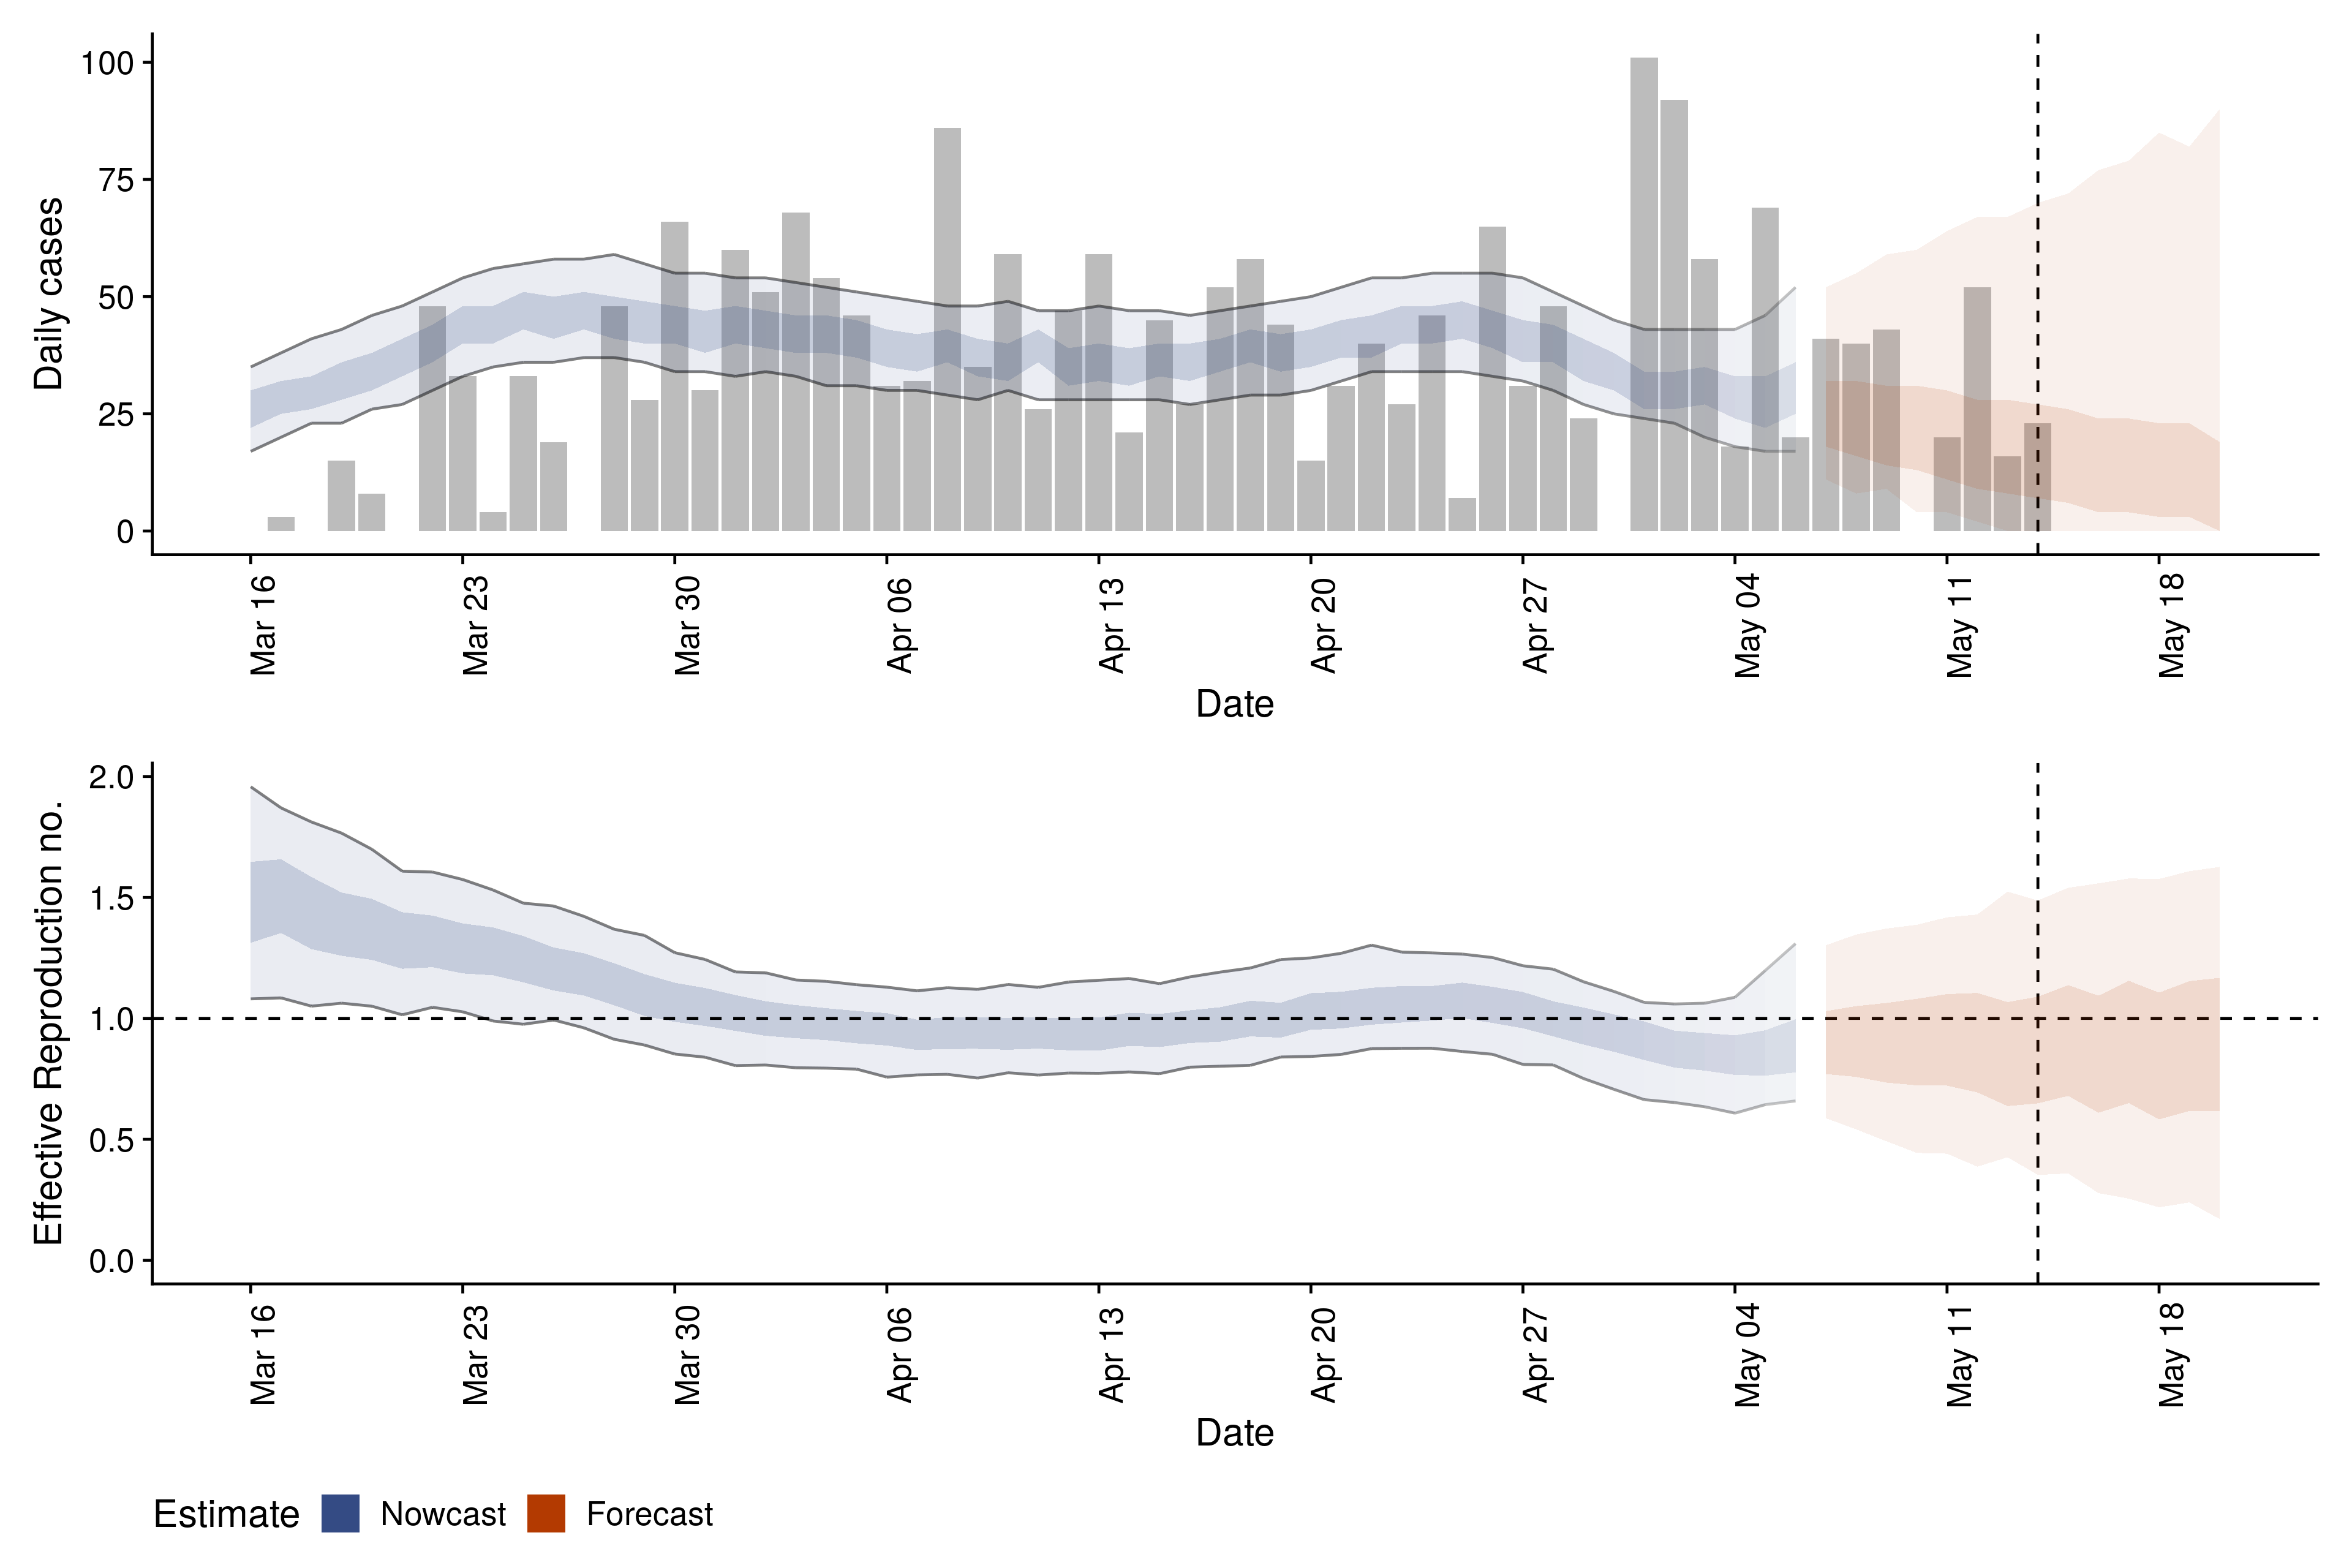 Daily cases
100
75
50
25
0
Mar 16
Mar 23
Mar 30
Apr 06
Apr 13
Apr 20
Apr 27
May 04
May 11
May 18
Date
Effective Reproduction no.
2.0
1.5
1.0
0.5
0.0
Mar 16
Mar 23
Mar 30
Apr 06
Apr 13
Apr 20
Apr 27
May 04
May 11
May 18
Date
Estimate Nowcast Forecast